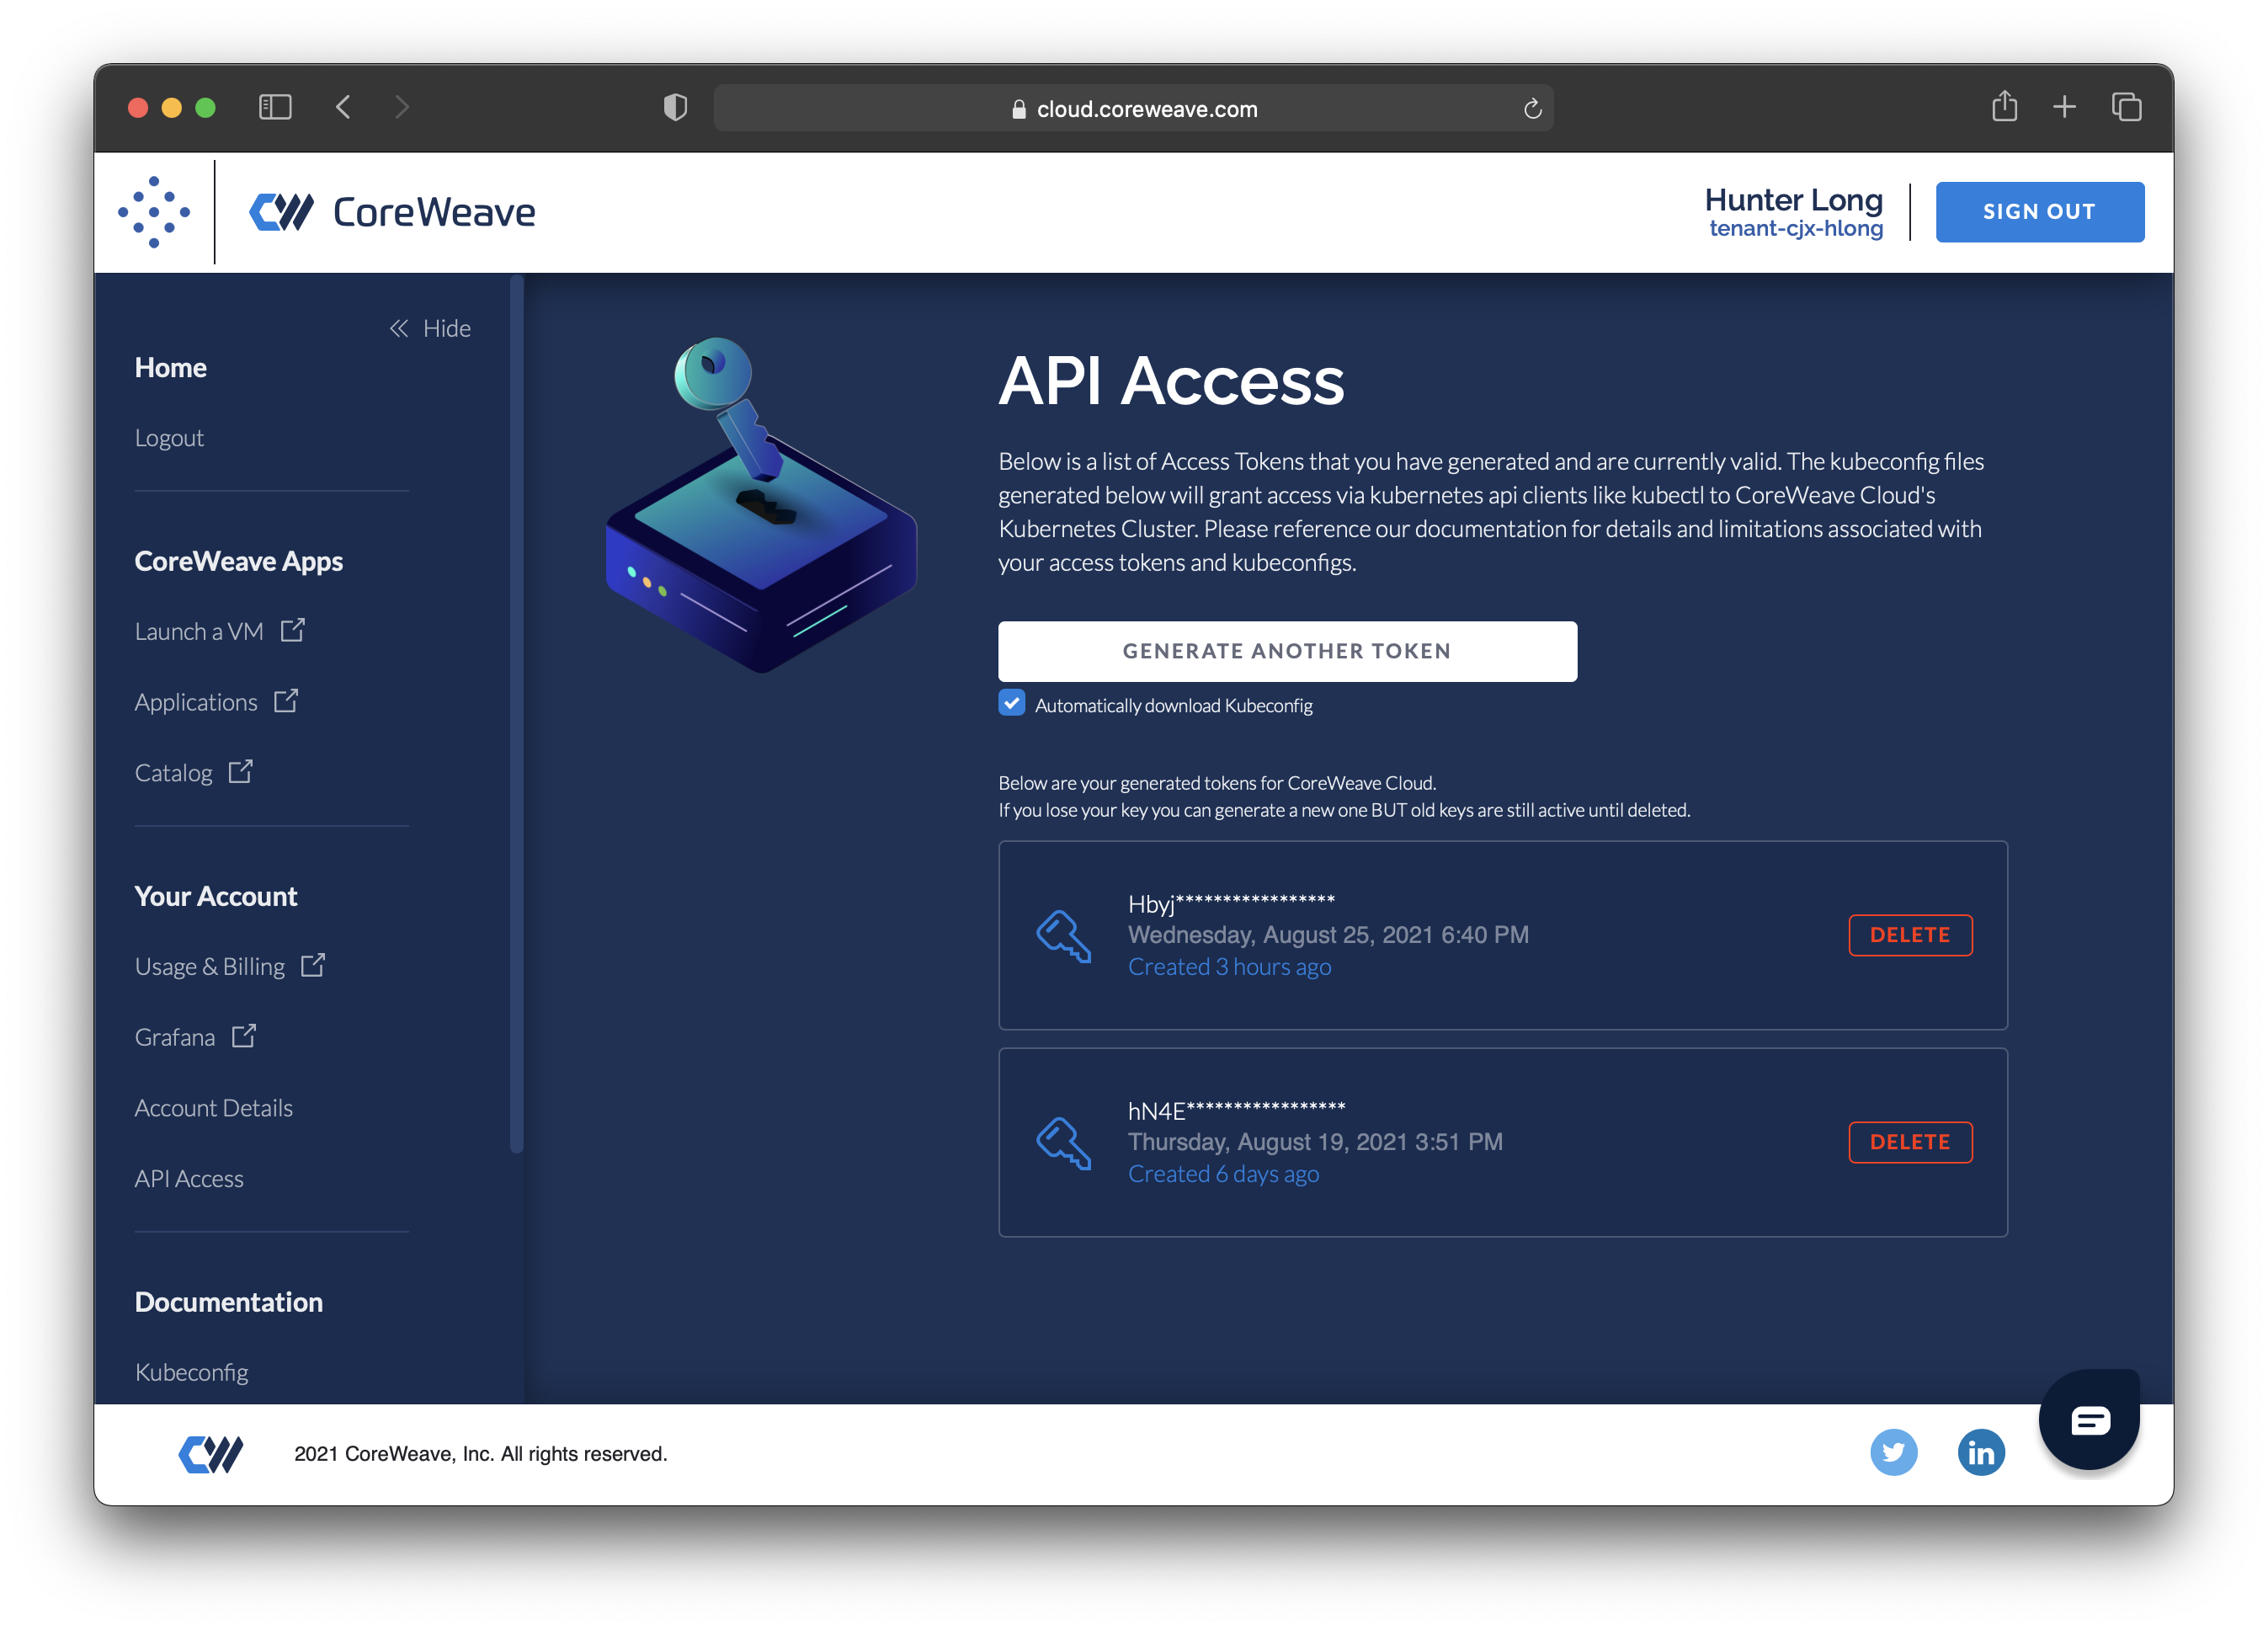 cloud.coreweave.com
CoreWeave
Hunter Long
tenant-cjx-hlong
SIGN OUT
Hide
Home
Logout
CoreWeave Apps
Launch a VM
Applications
Catalog
Your Account
Usage & Billing
Grafana
Account Details
API Access
Documentation
Kubeconfig
API Access
Below is a list of Access Tokens that you have generated and are currently valid. The kubeconfig files
generated below will grant access via kubernetes api clients like kubectl to CoreWeave Cloud's
Kubernetes Cluster. Please reference our documentation for details and limitations associated with
your access tokens and kubeconfigs.
GENERATE ANOTHER TOKEN
Automatically download Kubeconfig
Below are your generated tokens for CoreWeave Cloud.
If you lose your key you can generate a new one BUT old keys are still active until deleted.
Hbyj*****************
Wednesday, August 25, 2021 6:40 PM
Created 3 hours ago
DELETE
hN4E*****************
Thursday, August 19, 2021 3:51 PM
Created 6 days ago
DELETE
2021 CoreWeave, Inc. All rights reserved.
in